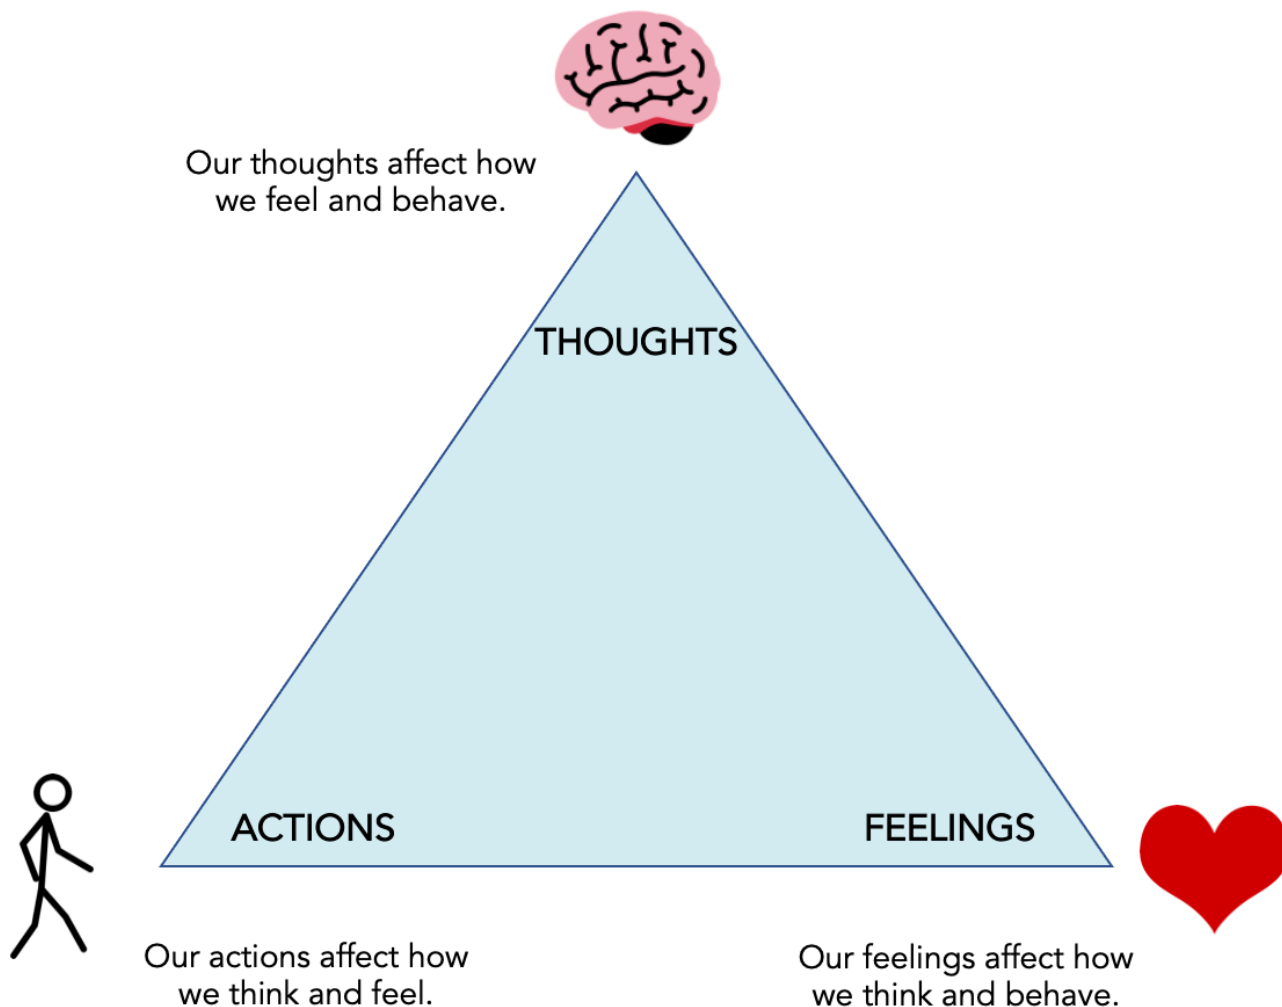 Our thoughts affect how
we feel and behave.
THOUGHTS
ACTIONS
FEELINGS
Our actions affect how
we think and feel.
Our feelings affect how
we think and behave.